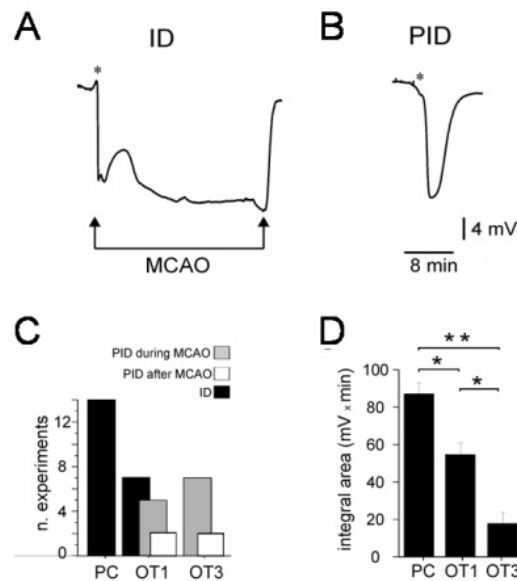 A
ID
*
MCAO
B
PID
*
4 mV
8 min
C
PID during MCAO
PID after MCAO
ID
n. experiments
12
8
4
0
PC OT1 OT3
D
**
*
*
integral area (mV x min)
100
80
60
40
20
0
PC OT1 OT3